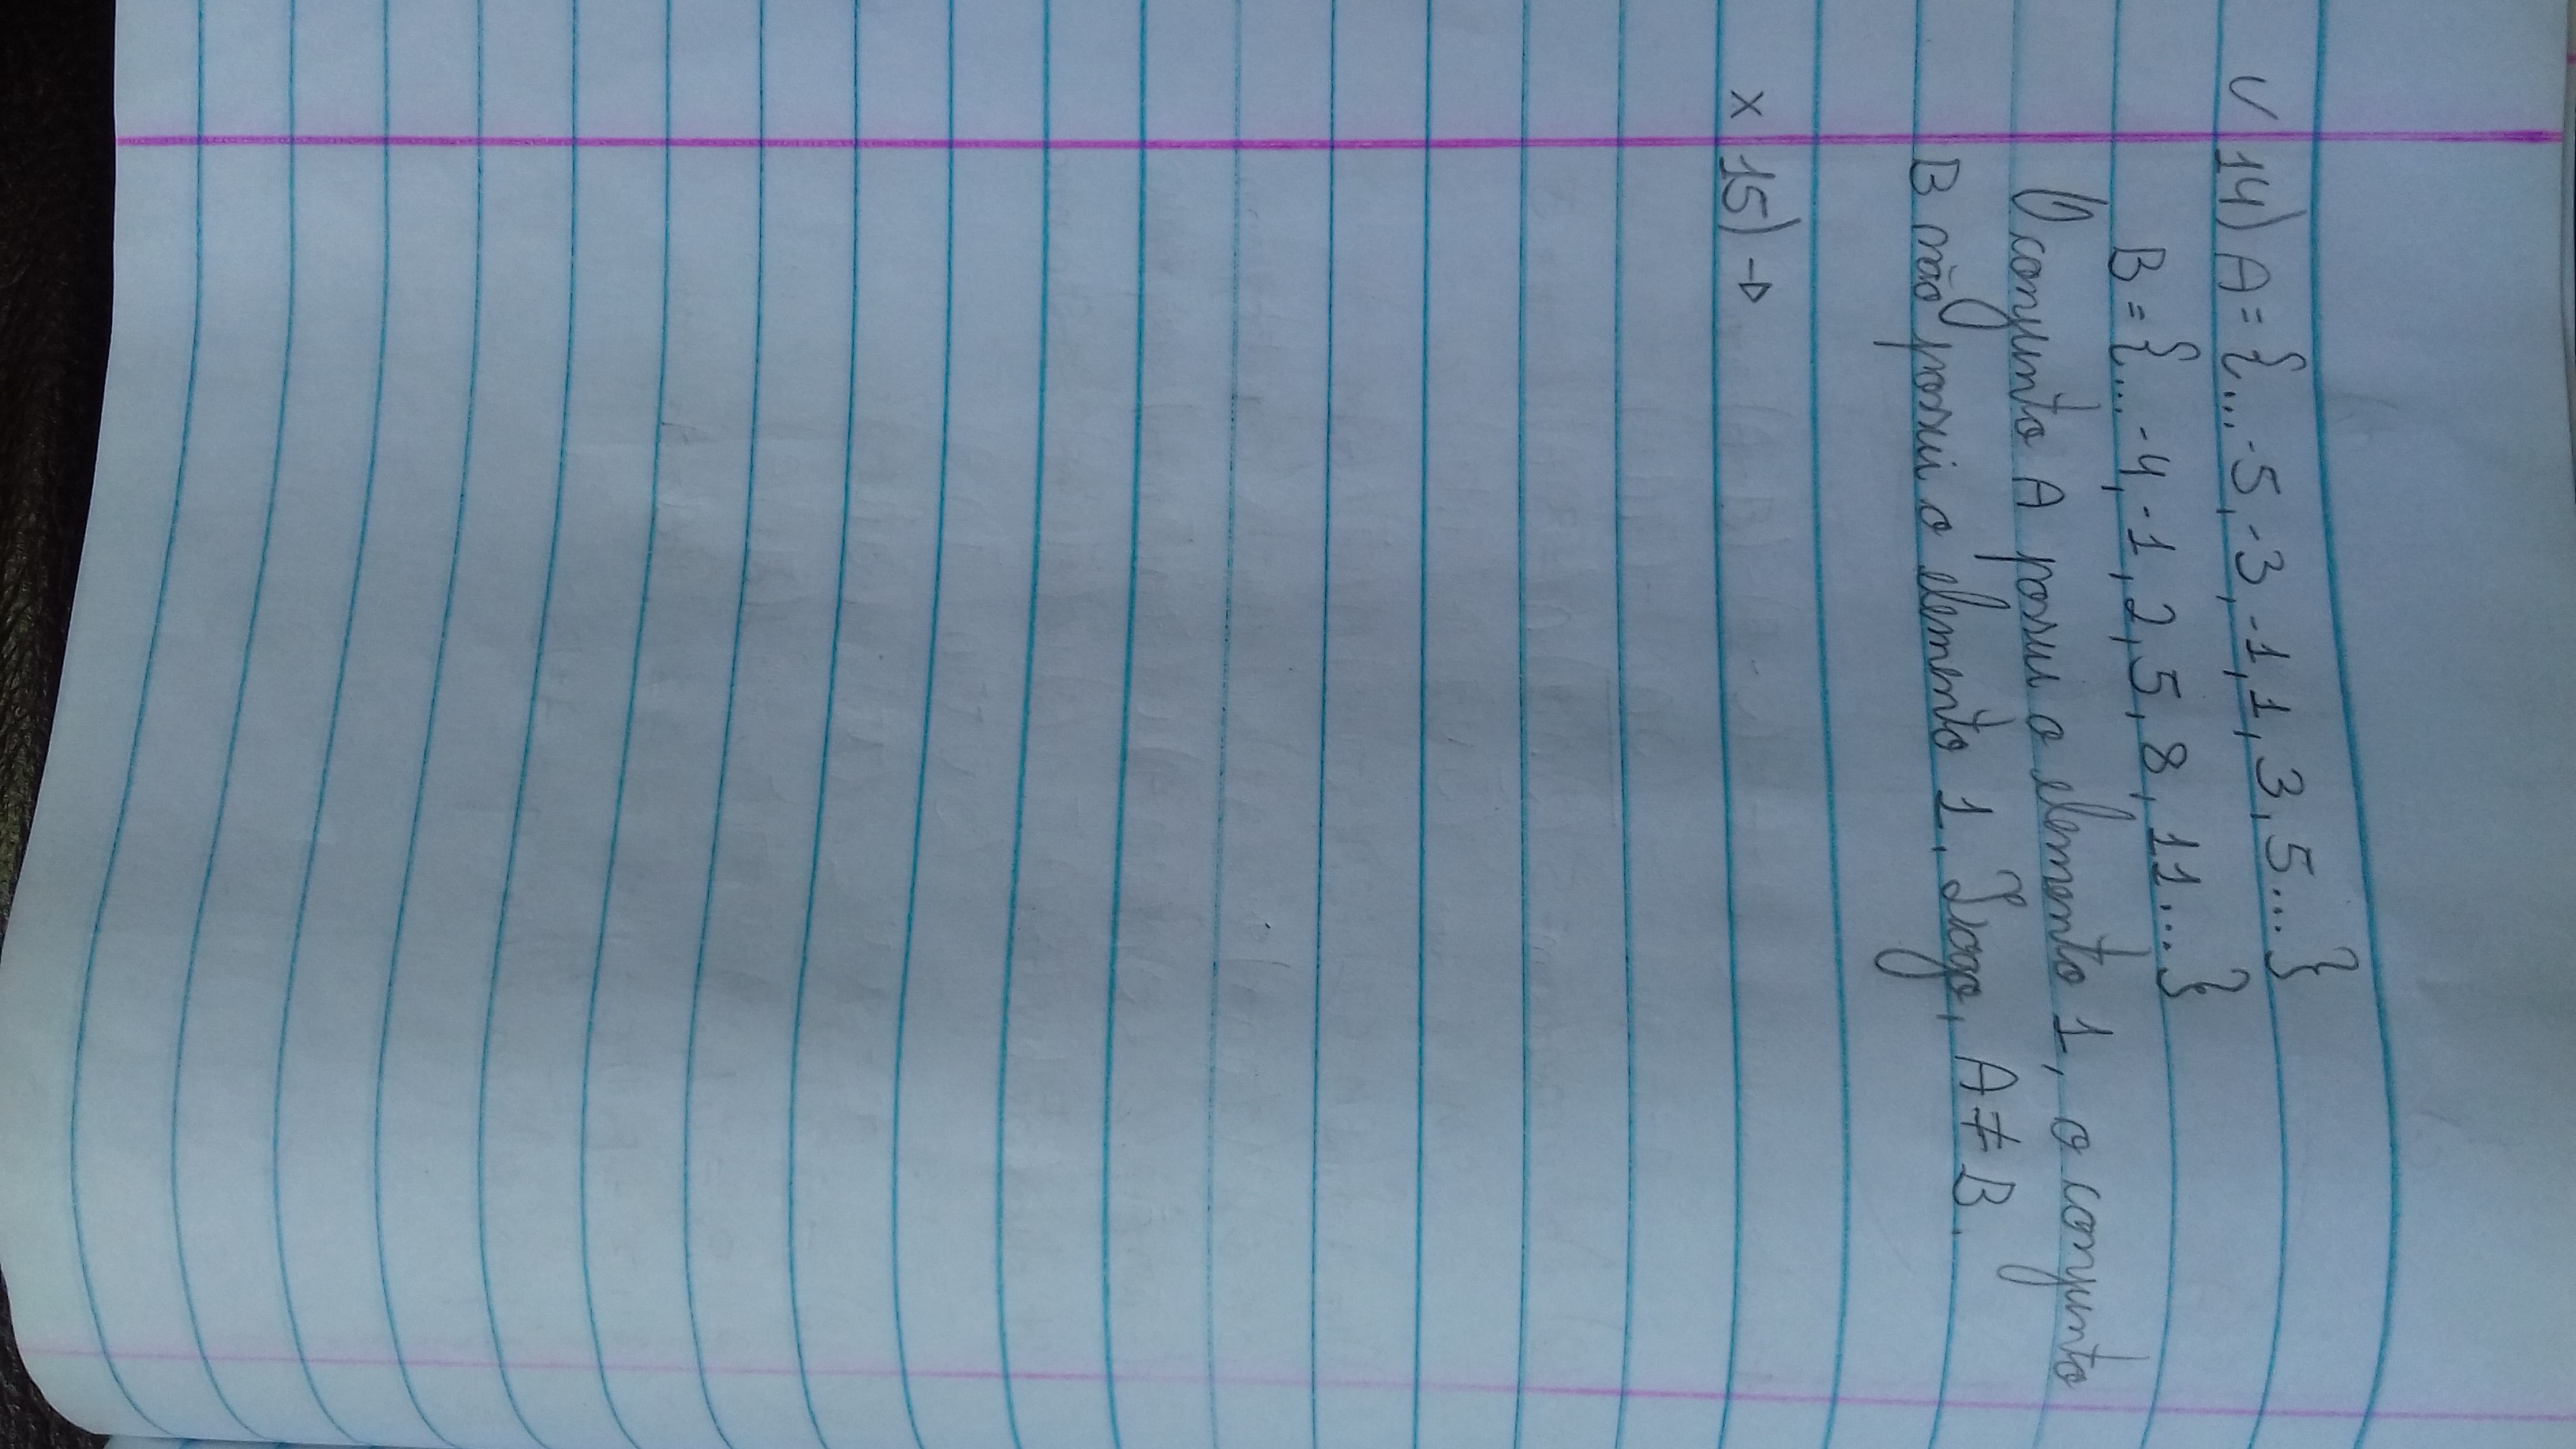 ✓ 14) A = {... -5, -3, -1, 1, 3, 5... }
B = {... -4, -1, 2, 5, 8, 11... }
O conjunto A possui o elemento 1, o conjunto
B não possui o elemento 1. Logo, A ≠ B.
x 15) →